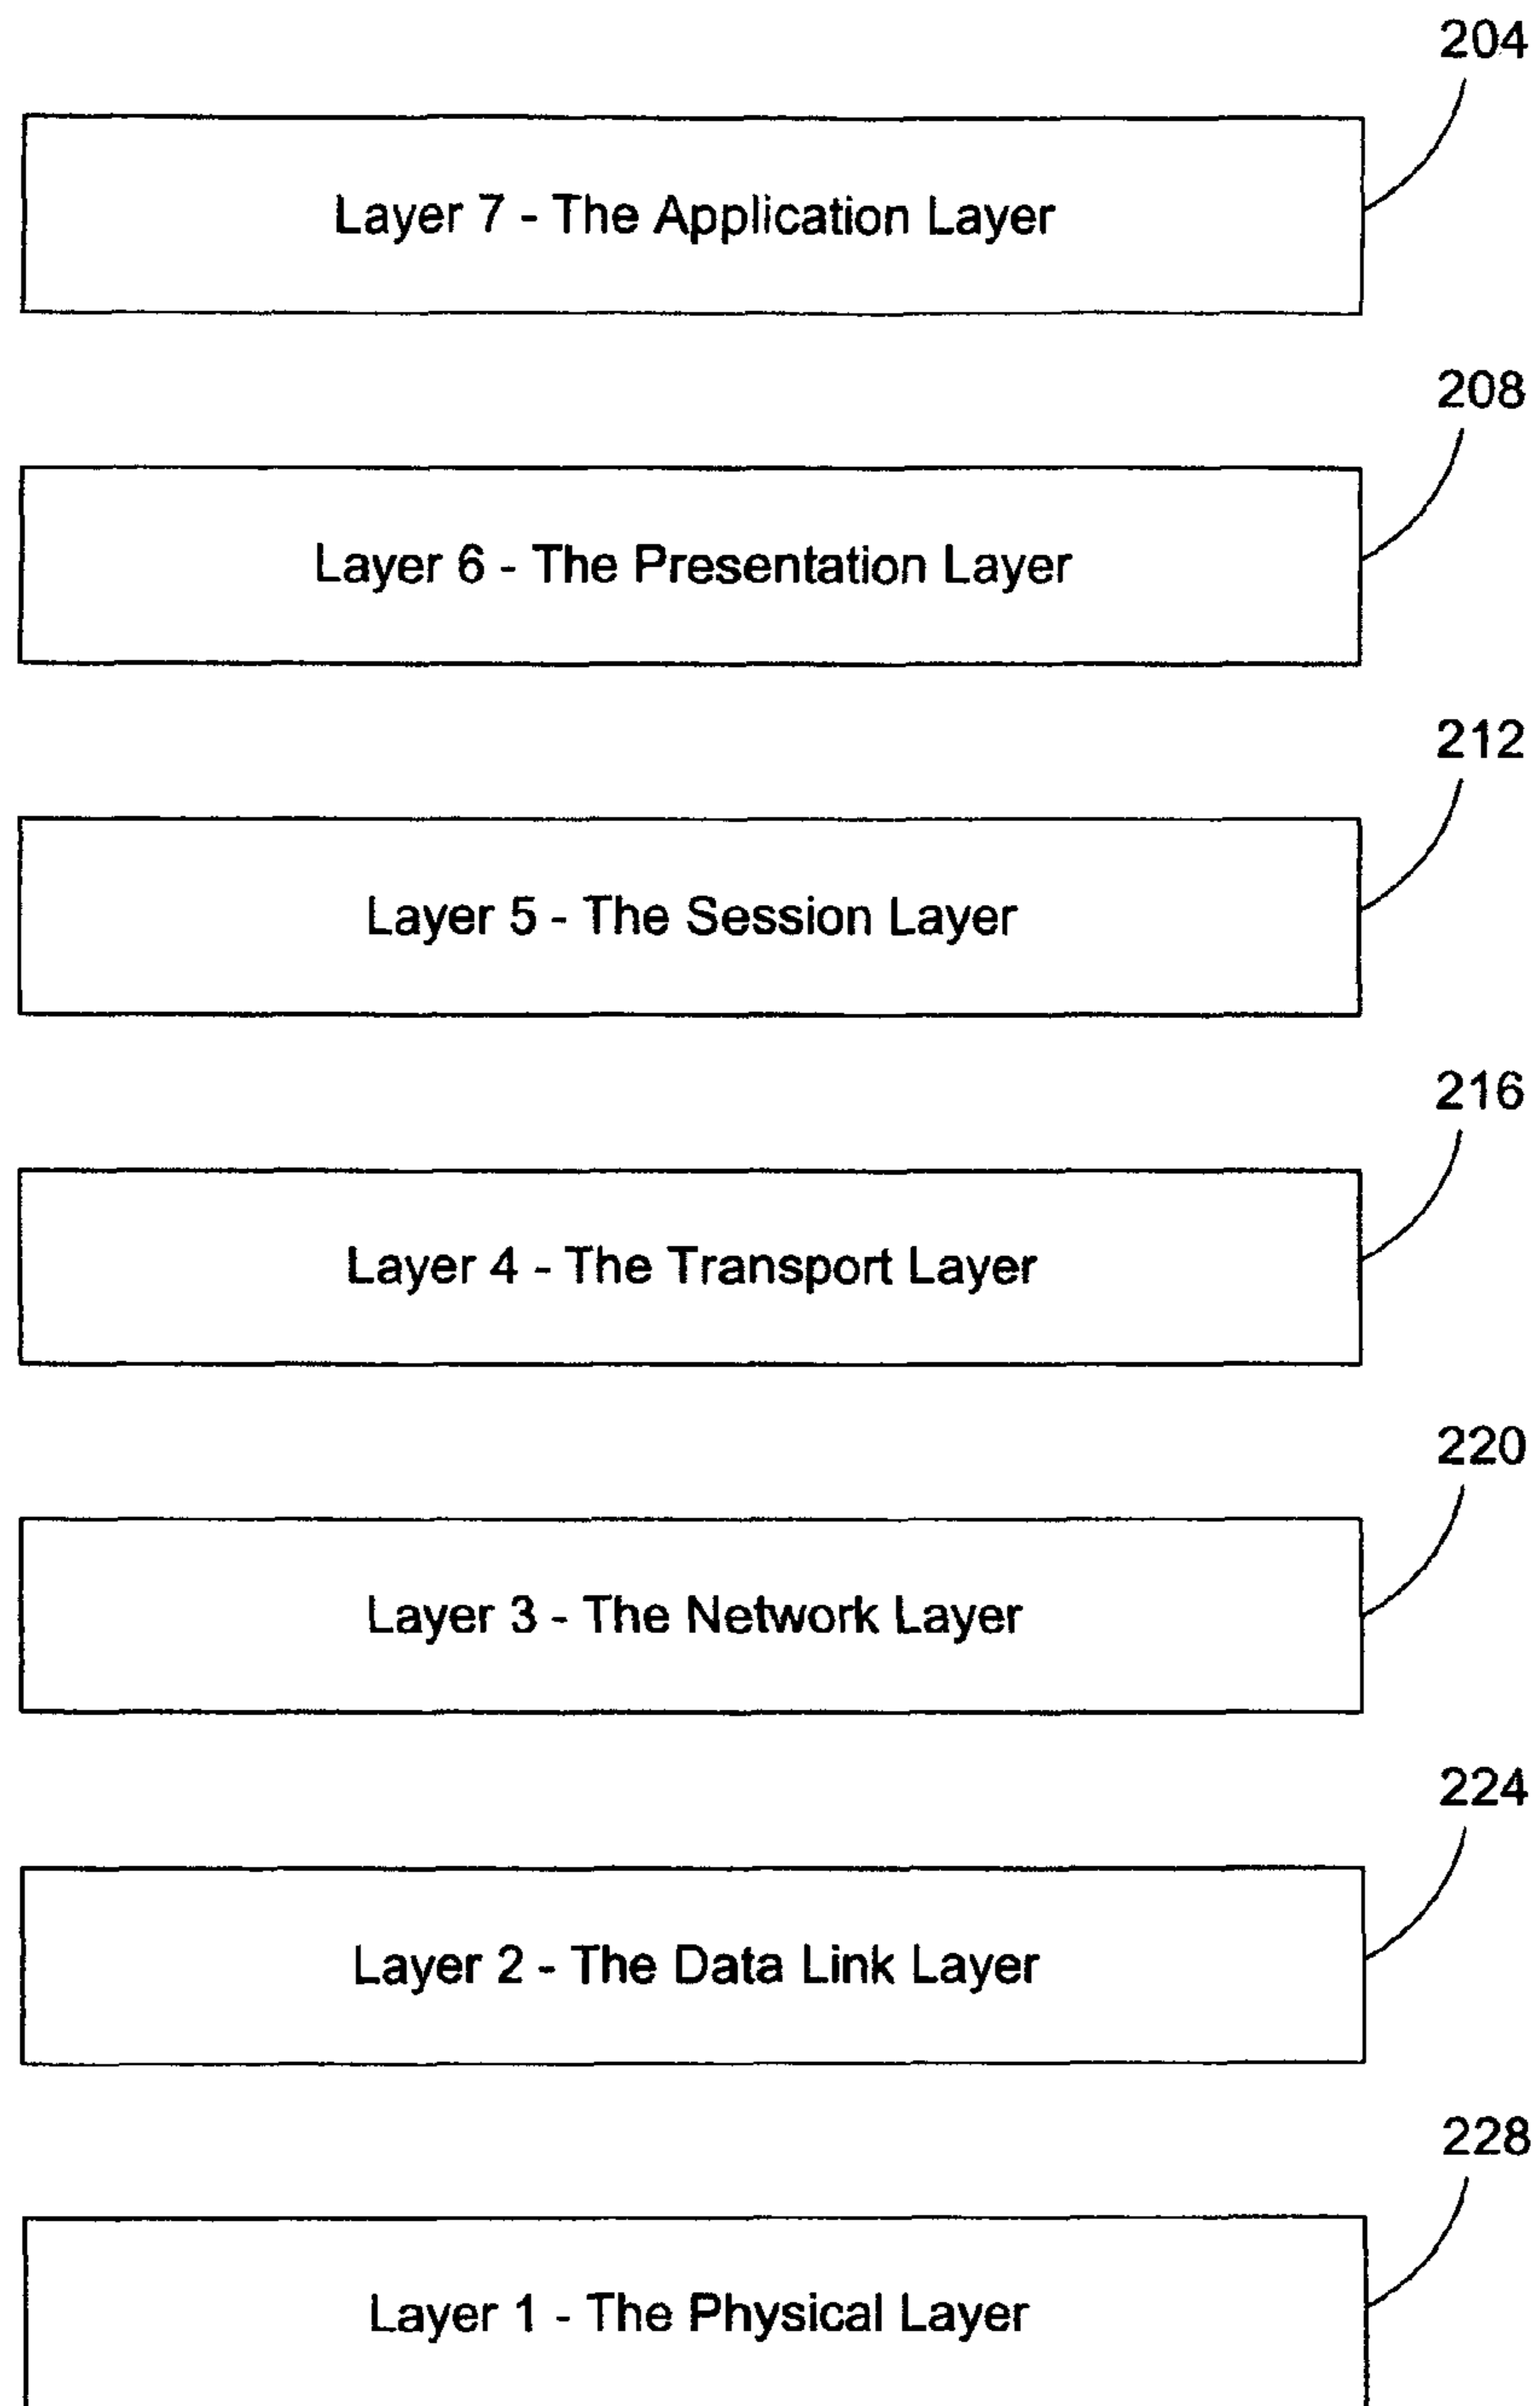 204
Layer 7 - The Application Layer
208
Layer 6 - The Presentation Layer
212
Layer 5 - The Session Layer
216
Layer 4 - The Transport Layer
220
Layer 3 - The Network Layer
224
Layer 2 - The Data Link Layer
228
Layer 1 - The Physical Layer